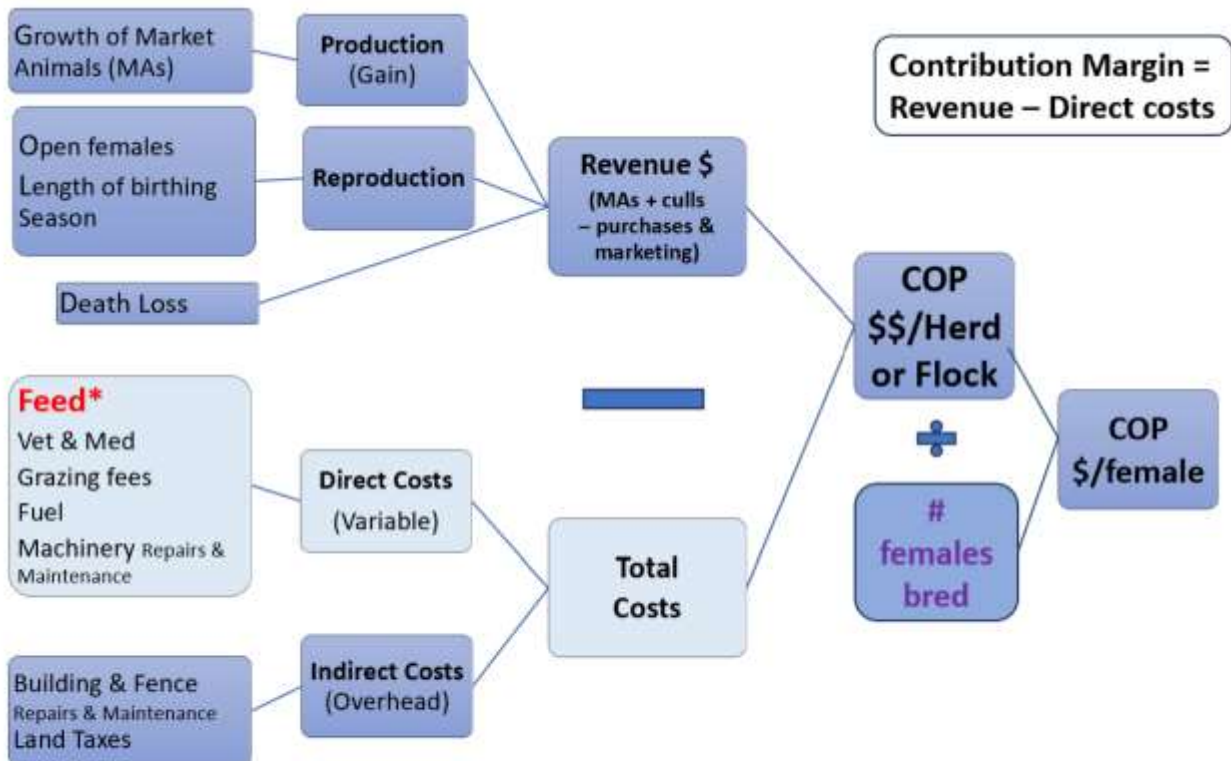 Growth of Market
Animals (MAs)
Production
(Gain)
Open females
Length of birthing
Season
Reproduction
Death Loss
Revenue $
(MAs + culls
– purchases &
marketing)
Contribution Margin =
Revenue – Direct costs
Feed*
Vet & Med
Grazing fees
Fuel
Machinery Repairs &
Maintenance
Direct Costs
(Variable)
Building & Fence
Repairs & Maintenance
Land Taxes
Indirect Costs
(Overhead)
Total
Costs
COP
$$/Herd
or Flock
÷
#
females
bred
COP
$/female